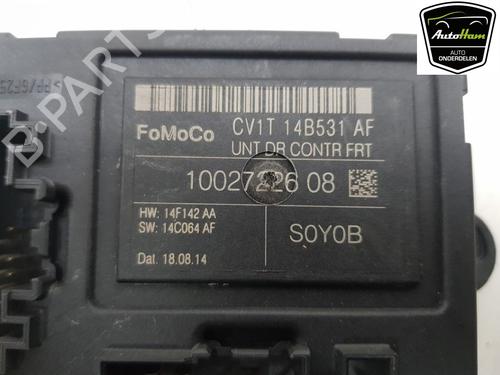 AutoHam
AUTO
ONDERDELEN
B PARTS
FoMoCo
CV1T 14B531 AF
UNT DR CONTR FRT
10027226 08
HW: 14F142 AA
SW: 14C064 AF
S0Y0B
Dat. 18.08.14